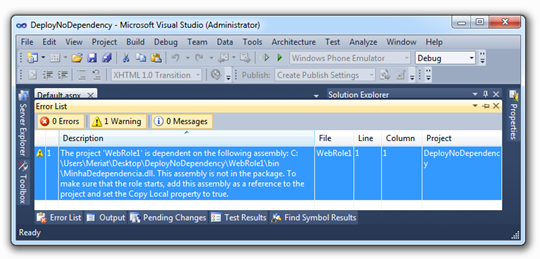 DeployNoDependency - Microsoft Visual Studio (Administrator)
File Edit View Project Build Debug Team Data Tools Architecture Test Analyze Window Help
Windows Phone Emulator Debug
XHTML 1.0 Transition Publish: Create Publish Settings
Default.aspx Solution Explorer
Server Explorer
Toolbox
Properties
Error List
0 Errors 1 Warning 0 Messages
Description File Line Column Project
1 The project 'WebRole1' is dependent on the following assembly: C: WebRole1 1 1 DeployNoDependenc
\Users\Meriat\Desktop\DeployNoDependency\WebRole1\bin y
\MinhaDedependencia.dll. This assembly is not in the package. To
make sure that the role starts, add this assembly as a reference to the
project and set the Copy Local property to true.
Error List Output Pending Changes Test Results Find Symbol Results
Ready